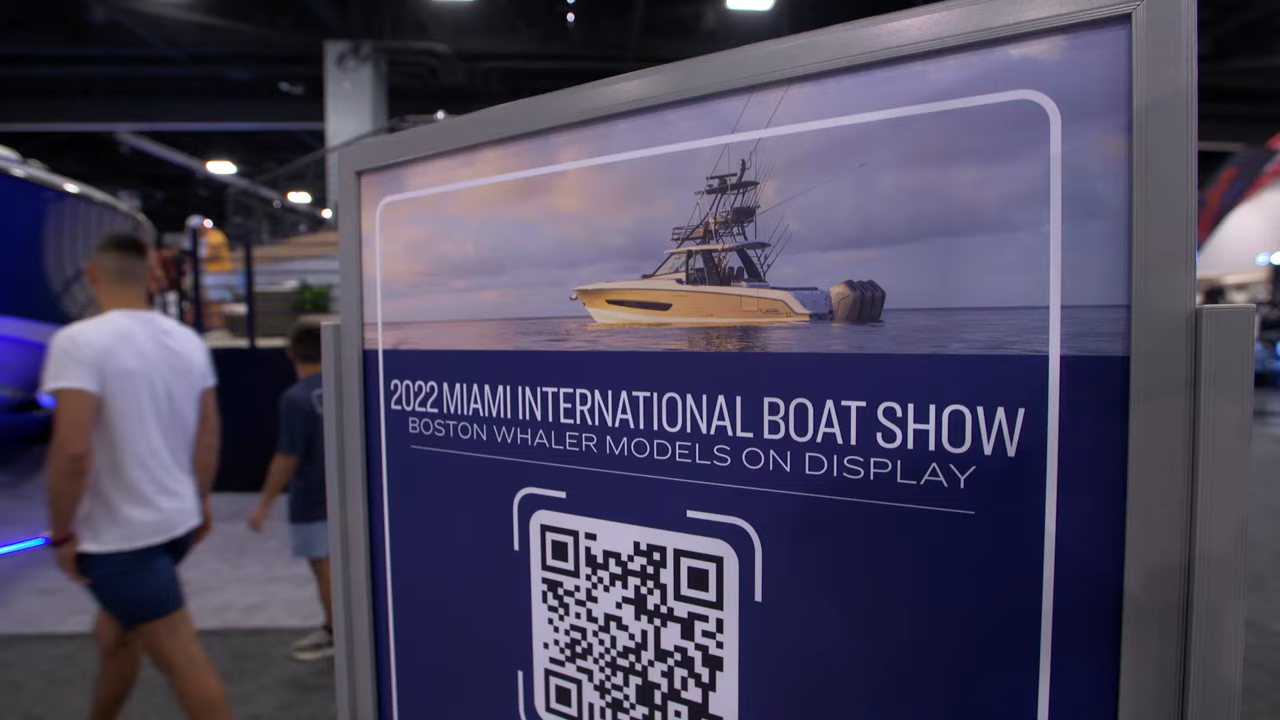 2022 MIAMI INTERNATIONAL BOAT SHOW
BOSTON WHALER MODELS ON DISPLAY